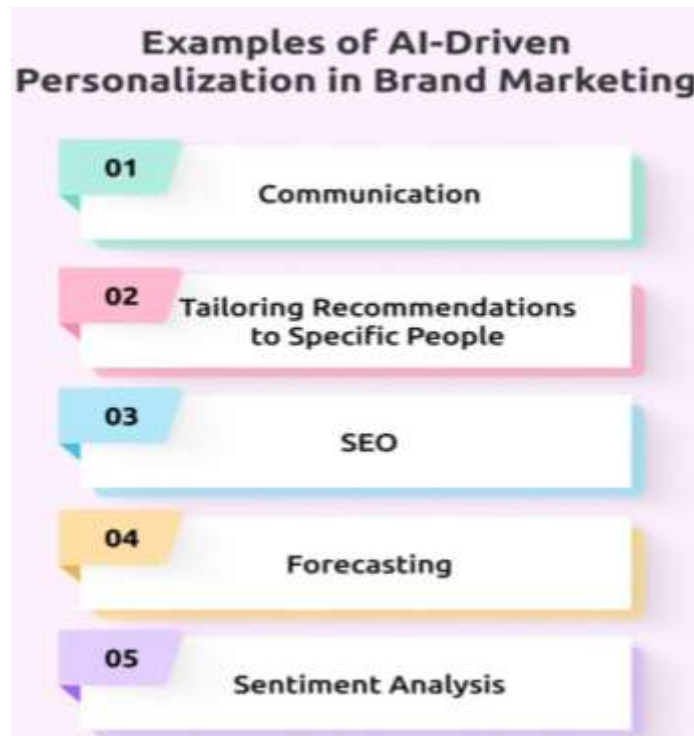 Examples of AI-Driven
Personalization in Brand Marketing
01
Communication
02
Tailoring Recommendations
to Specific People
03
SEO
04
Forecasting
05
Sentiment Analysis